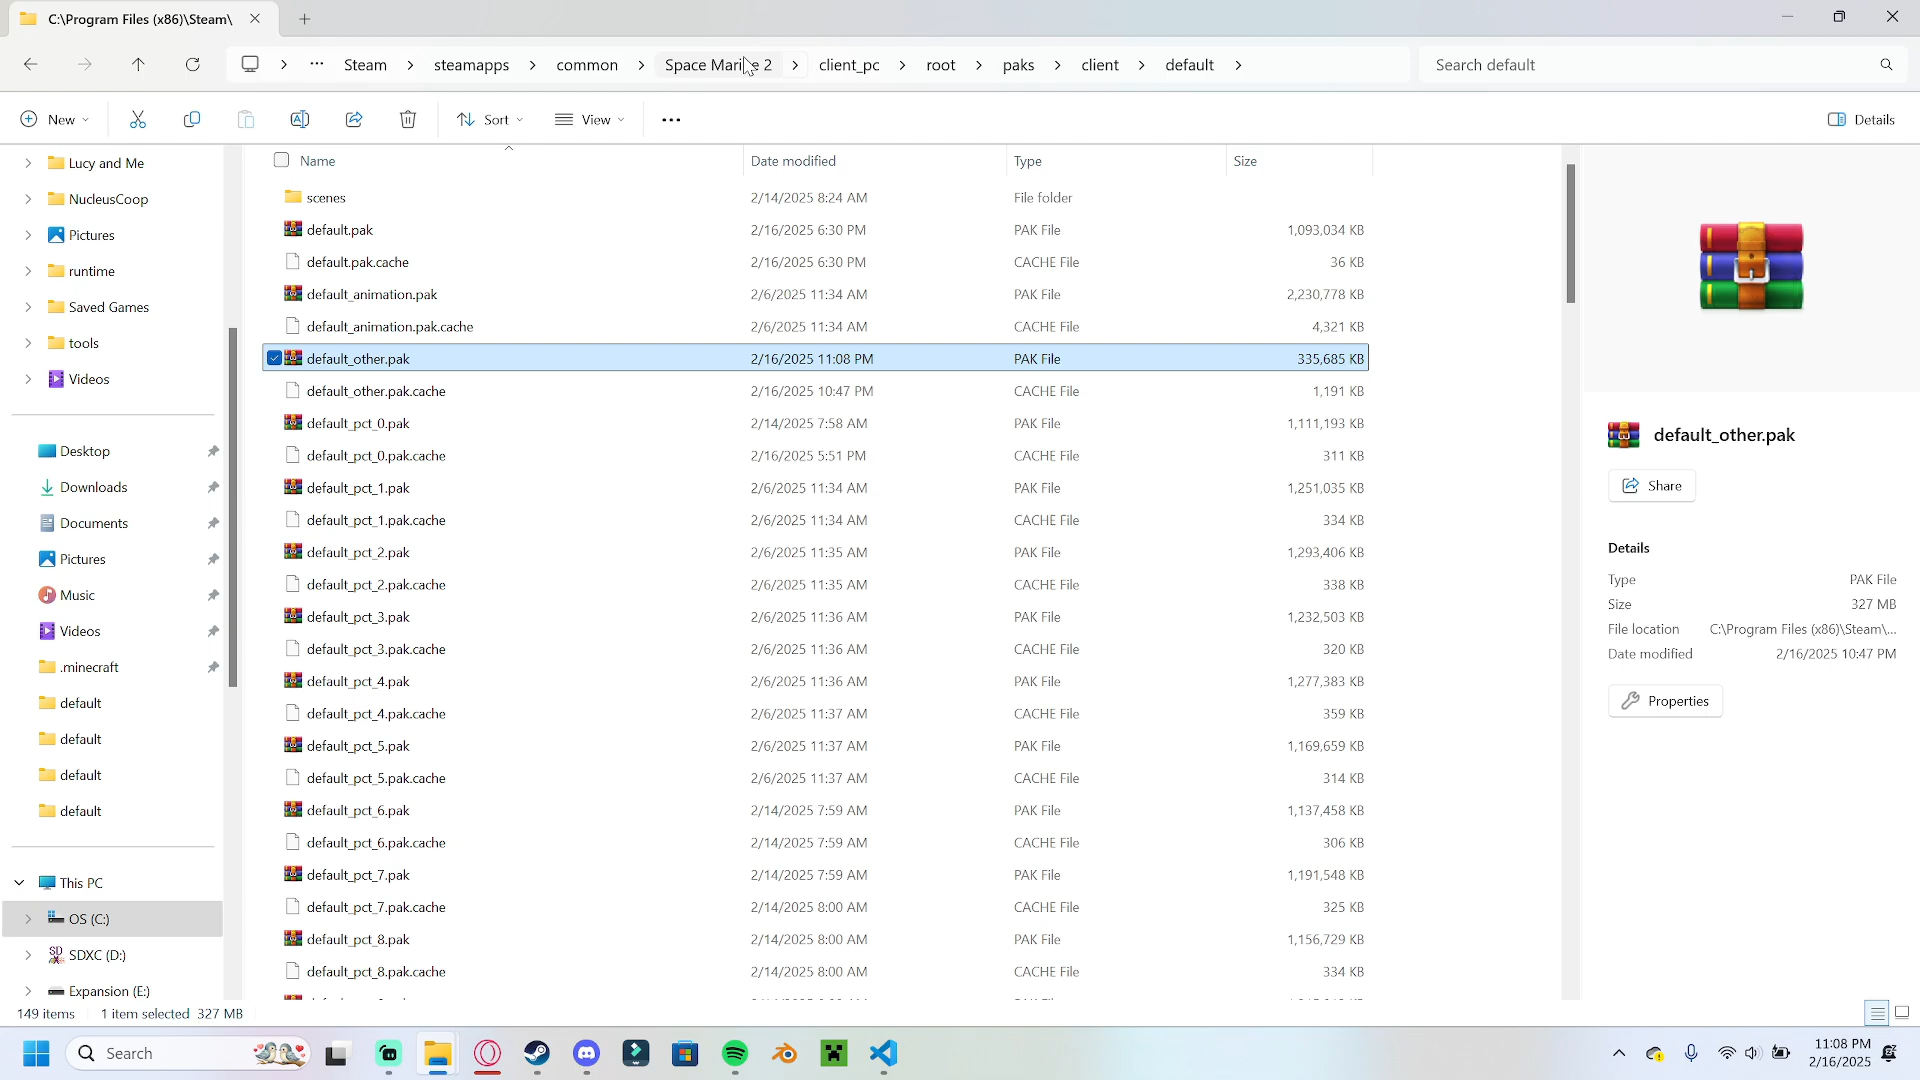 C:\Program Files (x86)\Steam\
Steam
steamapps
common
Space Marine 2
client_pc
root
paks
client
default
Search default
New
Sort
View
Details
Lucy and Me
NucleusCoop
Pictures
runtime
Saved Games
tools
Videos
Desktop
Downloads
Documents
Pictures
Music
Videos
.minecraft
default
default
default
default
This PC
OS (C:)
SD SDXC (D:)
Expansion (E:)
Name Date modified Type Size
scenes 2/14/2025 8:24 AM File folder
default.pak 2/16/2025 6:30 PM PAK File 1,093,034 KB
default.pak.cache 2/16/2025 6:30 PM CACHE File 36 KB
default_animation.pak 2/6/2025 11:34 AM PAK File 2,230,778 KB
default_animation.pak.cache 2/6/2025 11:34 AM CACHE File 4,321 KB
default_other.pak 2/16/2025 11:08 PM PAK File 335,685 KB
default_other.pak.cache 2/16/2025 10:47 PM CACHE File 1,191 KB
default_pct_0.pak 2/14/2025 7:58 AM PAK File 1,111,193 KB
default_pct_0.pak.cache 2/16/2025 5:51 PM CACHE File 311 KB
default_pct_1.pak 2/6/2025 11:34 AM PAK File 1,251,035 KB
default_pct_1.pak.cache 2/6/2025 11:34 AM CACHE File 334 KB
default_pct_2.pak 2/6/2025 11:35 AM PAK File 1,293,406 KB
default_pct_2.pak.cache 2/6/2025 11:35 AM CACHE File 338 KB
default_pct_3.pak 2/6/2025 11:36 AM PAK File 1,232,503 KB
default_pct_3.pak.cache 2/6/2025 11:36 AM CACHE File 320 KB
default_pct_4.pak 2/6/2025 11:36 AM PAK File 1,277,383 KB
default_pct_4.pak.cache 2/6/2025 11:37 AM CACHE File 359 KB
default_pct_5.pak 2/6/2025 11:37 AM PAK File 1,169,659 KB
default_pct_5.pak.cache 2/6/2025 11:37 AM CACHE File 314 KB
default_pct_6.pak 2/14/2025 7:59 AM PAK File 1,137,458 KB
default_pct_6.pak.cache 2/14/2025 7:59 AM CACHE File 306 KB
default_pct_7.pak 2/14/2025 7:59 AM PAK File 1,191,548 KB
default_pct_7.pak.cache 2/14/2025 8:00 AM CACHE File 325 KB
default_pct_8.pak 2/14/2025 8:00 AM PAK File 1,156,729 KB
default_pct_8.pak.cache 2/14/2025 8:00 AM CACHE File 334 KB
default_other.pak
Share
Details
Type PAK File
Size 327 MB
File location C:\Program Files (x86)\Steam\...
Date modified 2/16/2025 10:47 PM
Properties
149 items 1 item selected 327 MB
Search
11:08 PM
2/16/2025